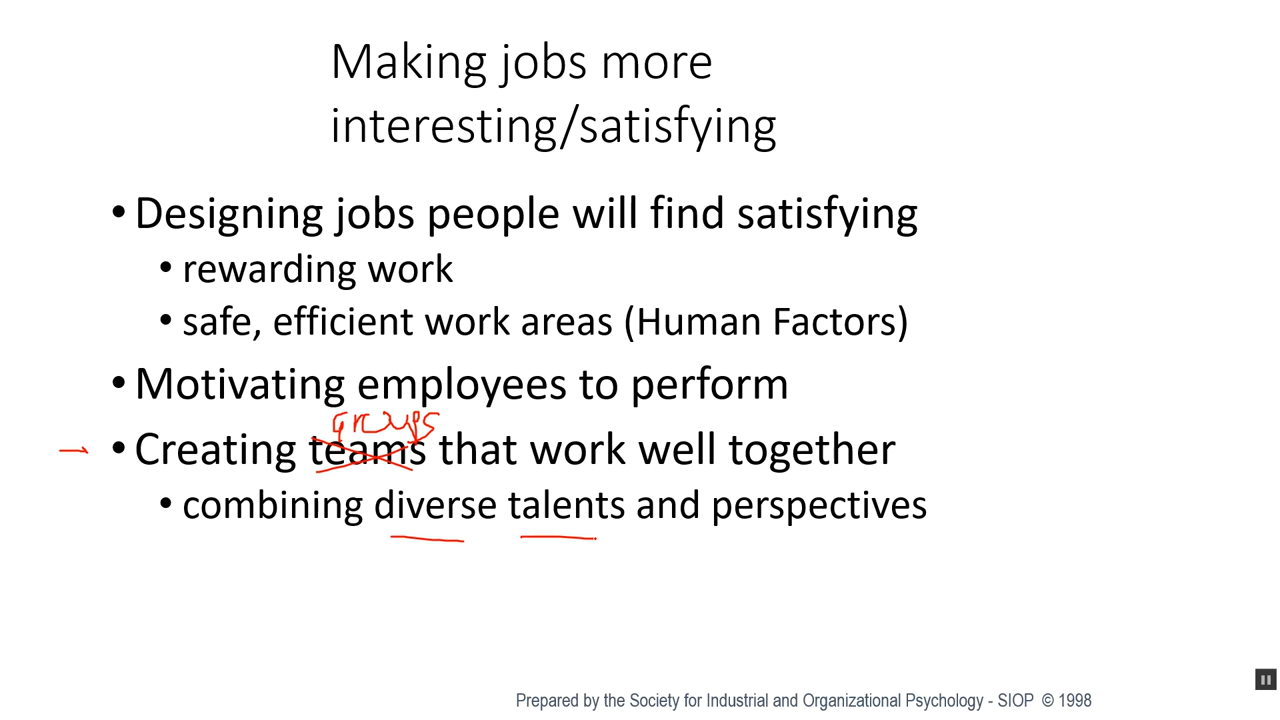 Making jobs more
interesting/satisfying
• Designing jobs people will find satisfying
• rewarding work
• safe, efficient work areas (Human Factors)
• Motivating employees to perform
groups
• Creating teams that work well together
• combining diverse talents and perspectives
Prepared by the Society for Industrial and Organizational Psychology - SIOP © 1998